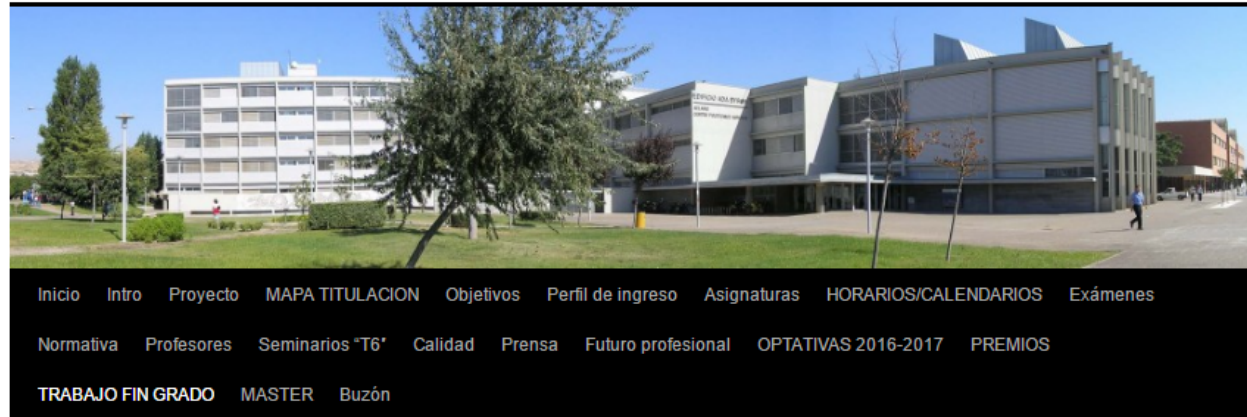 Inicio Intro Proyecto MAPA TITULACION Objetivos Perfil de ingreso Asignaturas HORARIOS/CALENDARIOS Exámenes
Normativa Profesores Seminarios “T6″ Calidad Prensa Futuro profesional OPTATIVAS 2016-2017 PREMIOS
TRABAJO FIN GRADO MASTER Buzón